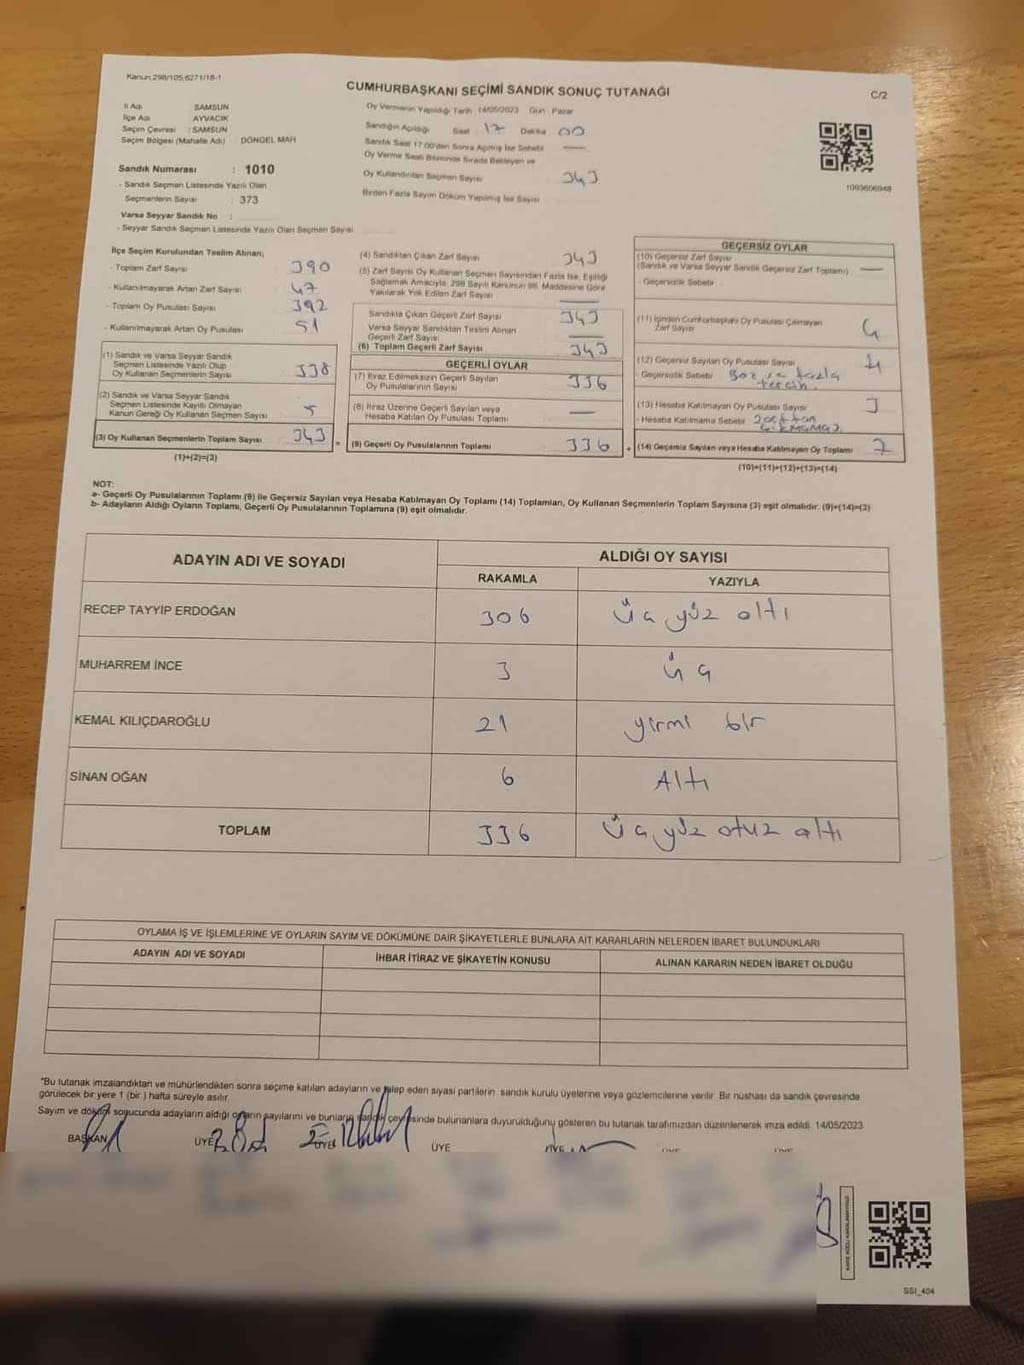 Kanun,298/105,6271/18-1
CUMHURBAŞKANI SEÇİMİ SANDIK SONUÇ TUTANAĞI
C/2
İl Adı SAMSUN
İlçe Adı AYVACIK
Seçim Çevresi : SAMSUN
Seçim Bölgesi (Mahalle Adı) DÖNGEL MAH
Sandık Numarası : 1010
- Sandık Seçmen Listesinde Yazılı Olan
Seçmenlerin Sayısı : 373
Varsa Seyyar Sandık No :
- Seyyar Sandık Seçmen Listesinde Yazılı Olan Seçmen Sayısı
Oy Vermenin Yapıldığı Tarih 14/05/2023 Gün : Pazar
Sandığın Açıldığı Saat : 17 Dakika 00
Sandık Saat 17:00'den Sonra Açılmış İse Sebebi —
Oy Verme Saati Bitiminde Sırada Bekleyen ve
Oy Kullandırılan Seçmen Sayısı 343
Birden Fazla Sayım Döküm Yapılmış İse Sayısı
1093606948
İlçe Seçim Kurulundan Teslim Alınan;
- Toplam Zarf Sayısı 390
- Kullanılmayarak Artan Zarf Sayısı 47
- Toplam Oy Pusulası Sayısı 392
- Kullanılmayarak Artan Oy Pusulası 51
(1) Sandık ve Varsa Seyyar Sandık
Seçmen Listesinde Yazılı Olup
Oy Kullanan Seçmenlerin Sayısı 338
(2) Sandık ve Varsa Seyyar Sandık
Seçmen Listesinde Kayıtlı Olmayan
Kanun Gereği Oy Kullanan Seçmen Sayısı 5
(3) Oy Kullanan Seçmenlerin Toplam Sayısı 343 =
(1)+(2)=(3)
(4) Sandıktan Çıkan Zarf Sayısı 343
(5) Zarf Sayısı Oy Kullanan Seçmen Sayısından Fazla İse, Eşitliği
Sağlamak Amacıyla, 298 Sayılı Kanunun 98. Maddesine Göre
Yakılarak Yok Edilen Zarf Sayısı —
Sandıkta Çıkan Geçerli Zarf Sayısı 343
Varsa Seyyar Sandıktan Teslim Alınan
Geçerli Zarf Sayısı —
(6) Toplam Geçerli Zarf Sayısı 343
GEÇERLİ OYLAR
(7) İtiraz Edilmeksizin Geçerli Sayılan
Oy Pusulalarının Sayısı 336
(8) İtiraz Üzerine Geçerli Sayılan veya
Hesaba Katılan Oy Pusulası Toplamı —
(9) Geçerli Oy Pusulalarının Toplamı 336 +
GEÇERSİZ OYLAR
(10) Geçersiz Zarf Sayısı
(Sandık ve Varsa Seyyar Sandık Geçersiz Zarf Toplamı) —
- Geçersizlik Sebebi
(11) İçinden Cumhurbaşkanı Oy Pusulası Çıkmayan
Zarf Sayısı
(12) Geçersiz Sayılan Oy Pusulası Sayısı 4
- Geçersizlik Sebebi fazla
tercih
(13) Hesaba Katılmayan Oy Pusulası Sayısı 3
- Hesaba Katılmama Sebebi zarftan
çıkmama
(14) Geçersiz Sayılan veya Hesaba Katılmayan Oy Toplamı 7
(10)+(11)+(12)+(13)=(14)
NOT:
a- Geçerli Oy Pusulalarının Toplamı (9) ile Geçersiz Sayılan veya Hesaba Katılmayan Oy Toplamı (14) Toplamları, Oy Kullanan Seçmenlerin Toplam Sayısına (3) eşit olmalıdır. (9)+(14)=(3)
b- Adayların Aldığı Oyların Toplamı, Geçerli Oy Pusulalarının Toplamına (9) eşit olmalıdır.
ADAYIN ADI VE SOYADI ALDIĞI OY SAYISI
RAKAMLA YAZIYLA
RECEP TAYYİP ERDOĞAN 306 üç yüz altı
MUHARREM İNCE 3 üç
KEMAL KILIÇDAROĞLU 21 yirmi bir
SİNAN OĞAN 6 Altı
TOPLAM 336 üç yüz otuz altı
OYLAMA İŞ VE İŞLEMLERİNE VE OYLARIN SAYIM VE DÖKÜMÜNE DAİR ŞİKAYETLERLE BUNLARA AİT KARARLARIN NELERDEN İBARET BULUNDUKLARI
ADAYIN ADI VE SOYADI İHBAR İTİRAZ VE ŞİKAYETİN KONUSU ALINAN KARARIN NEDEN İBARET OLDUĞU
*Bu tutanak imzalandıktan ve mühürlendikten sonra seçime katılan adayların ve talep eden siyasi partilerin sandık kurulu üyelerine veya gözlemcilerine verilir. Bir nüshası da sandık çevresinde
görülecek bir yere 1 (bir ) hafta süreyle asılır.
Sayım ve döküm sonucunda adayların aldığı oyların sayılarını ve bunların sandık çevresinde bulunanlara duyurulduğunu gösteren bu tutanak tarafımızdan düzenlenerek imza edildi. 14/05/2023
BAŞKAN ÜYE ÜYE ÜYE ÜYE ÜYE ÜYE
SSI_404